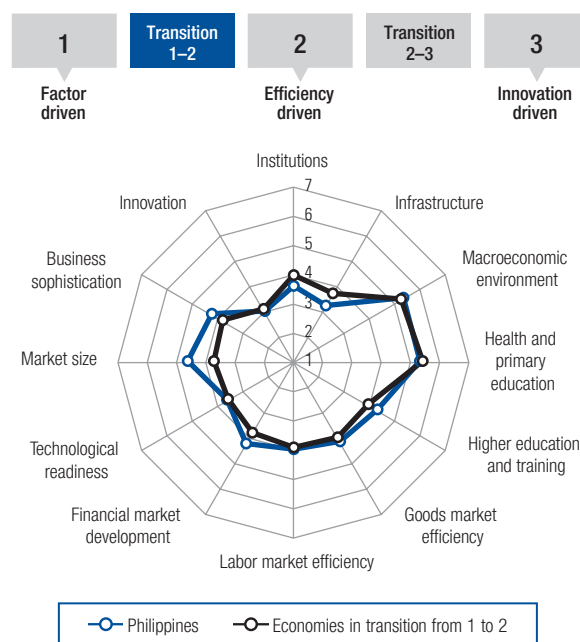 1
Transition
1–2
2
Transition
2–3
3
Factor
driven
Efficiency
driven
Innovation
driven
Institutions
Innovation
7
Infrastructure
6
5
Business
sophistication
Macroeconomic
environment
4
3
2
Market size
1
Health and
primary
education
Technological
readiness
Higher education
and training
Financial market
development
Goods market
efficiency
Labor market efficiency
Philippines
Economies in transition from 1 to 2